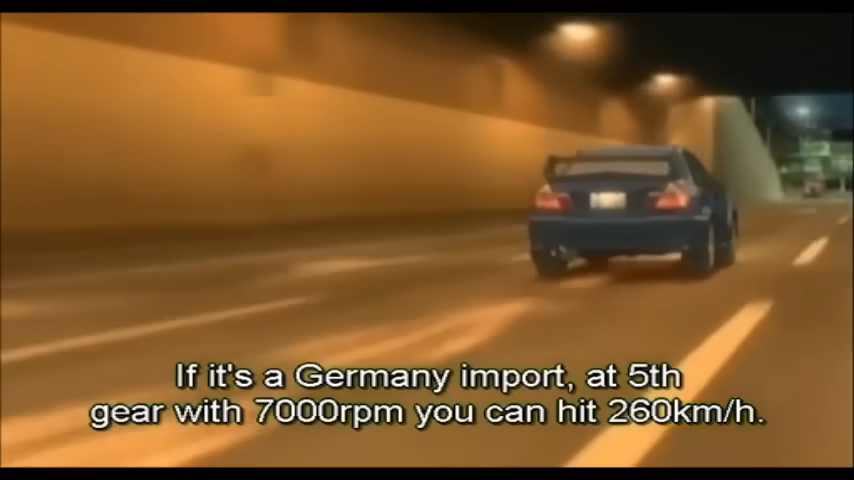 If it's a Germany import, at 5th
gear with 7000rpm you can hit 260km/h.